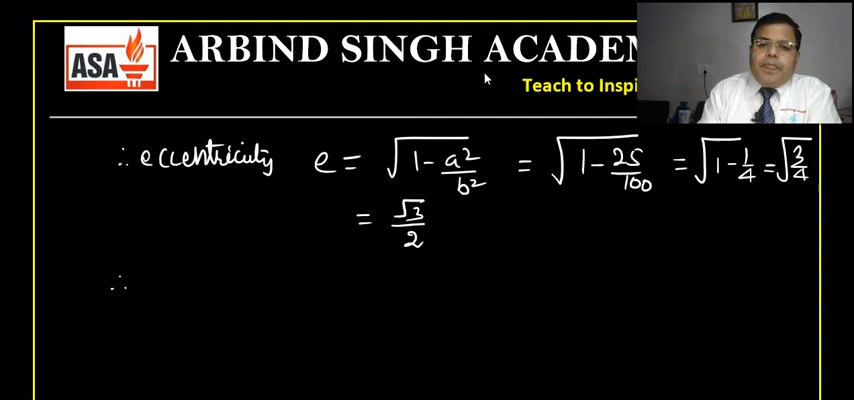 ASA
ARBIND SINGH ACADEM
Teach to Inspi
∴ eccentricity e = √(1 - a²/b²) = √(1 - 25/100) = √(1 - 1/4) = √(3/4)
= √3/2
∴